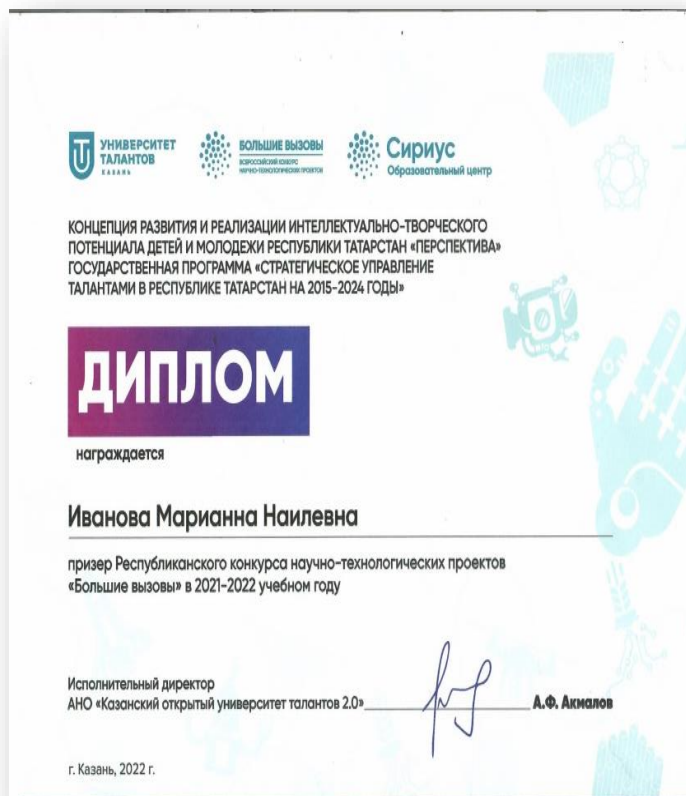 УНИВЕРСИТЕТ
ТАЛАНТОВ
КАЗАНЬ
БОЛЬШИЕ ВЫЗОВЫ
ВСЕРОССИЙСКИЙ КОНКУРС
НАУЧНО-ТЕХНОЛОГИЧЕСКИХ ПРОЕКТОВ
Сириус
Образовательный центр
КОНЦЕПЦИЯ РАЗВИТИЯ И РЕАЛИЗАЦИИ ИНТЕЛЛЕКТУАЛЬНО-ТВОРЧЕСКОГО
ПОТЕНЦИАЛА ДЕТЕЙ И МОЛОДЕЖИ РЕСПУБЛИКИ ТАТАРСТАН «ПЕРСПЕКТИВА»
ГОСУДАРСТВЕННАЯ ПРОГРАММА «СТРАТЕГИЧЕСКОЕ УПРАВЛЕНИЕ
ТАЛАНТАМИ В РЕСПУБЛИКЕ ТАТАРСТАН НА 2015-2024 ГОДЫ»
ДИПЛОМ
награждается
Иванова Марианна Наилевна
призер Республиканского конкурса научно-технологических проектов
«Большие вызовы» в 2021-2022 учебном году
Исполнительный директор
АНО «Казанский открытый университет талантов 2.0» А.Ф. Акмалов
г. Казань, 2022 г.